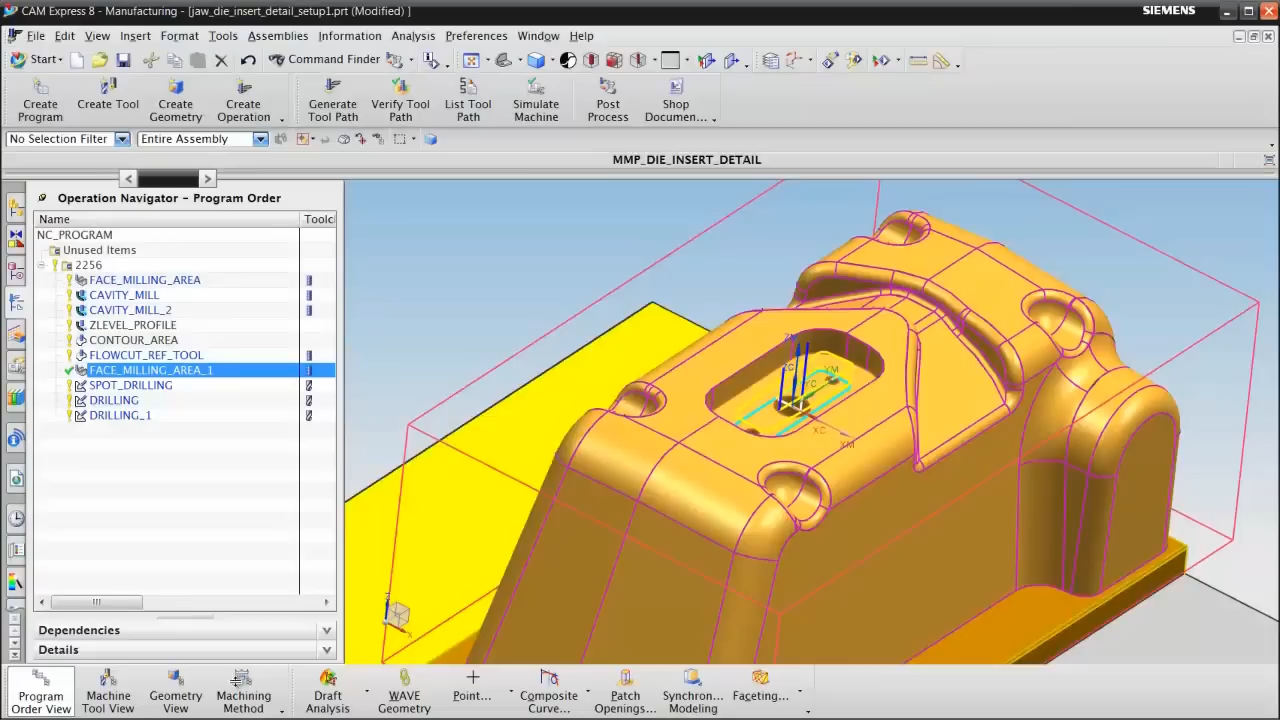 CAM Express 8 - Manufacturing - [jaw_die_insert_detail_setup1.prt (Modified) ]
SIEMENS
File Edit View Insert Format Tools Assemblies Information Analysis Preferences Window Help
Start Command Finder
Create Program
Create Tool
Create Geometry
Create Operation
Generate Tool Path
Verify Tool Path
List Tool Path
Simulate Machine
Post Process
Shop Documen...
No Selection Filter
Entire Assembly
MMP_DIE_INSERT_DETAIL
Operation Navigator - Program Order
Name Toolc
NC_PROGRAM
Unused Items
2256
FACE_MILLING_AREA
CAVITY_MILL
CAVITY_MILL_2
ZLEVEL_PROFILE
CONTOUR_AREA
FLOWCUT_REF_TOOL
FACE_MILLING_AREA_1
SPOT_DRILLING
DRILLING
DRILLING_1
ZC
YM
YC
XC
XM
Z
X
Dependencies
Details
Program Order View
Machine Tool View
Geometry View
Machining Method
Draft Analysis
WAVE Geometry
Point...
Composite Curve...
Patch Openings...
Synchron... Modeling
Faceting...